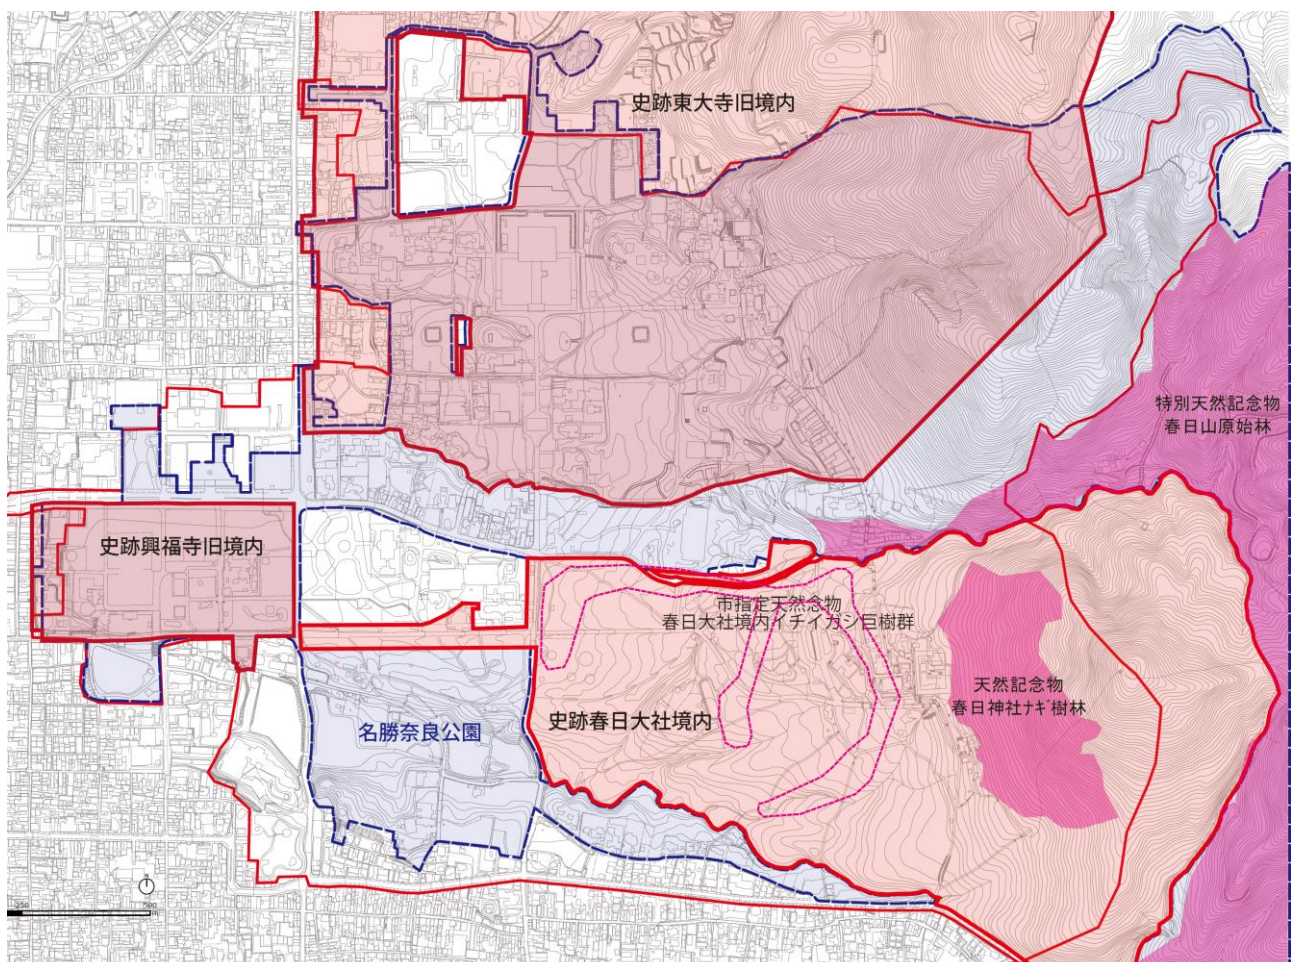 史跡東大寺旧境内
特別天然記念物
春日山原始林
史跡興福寺旧境内
市指定天然念物
春日大社境内イチイガシ巨樹群
天然記念物
春日神社ナギ樹林
史跡春日大社境内
名勝奈良公園
N
250
500
m